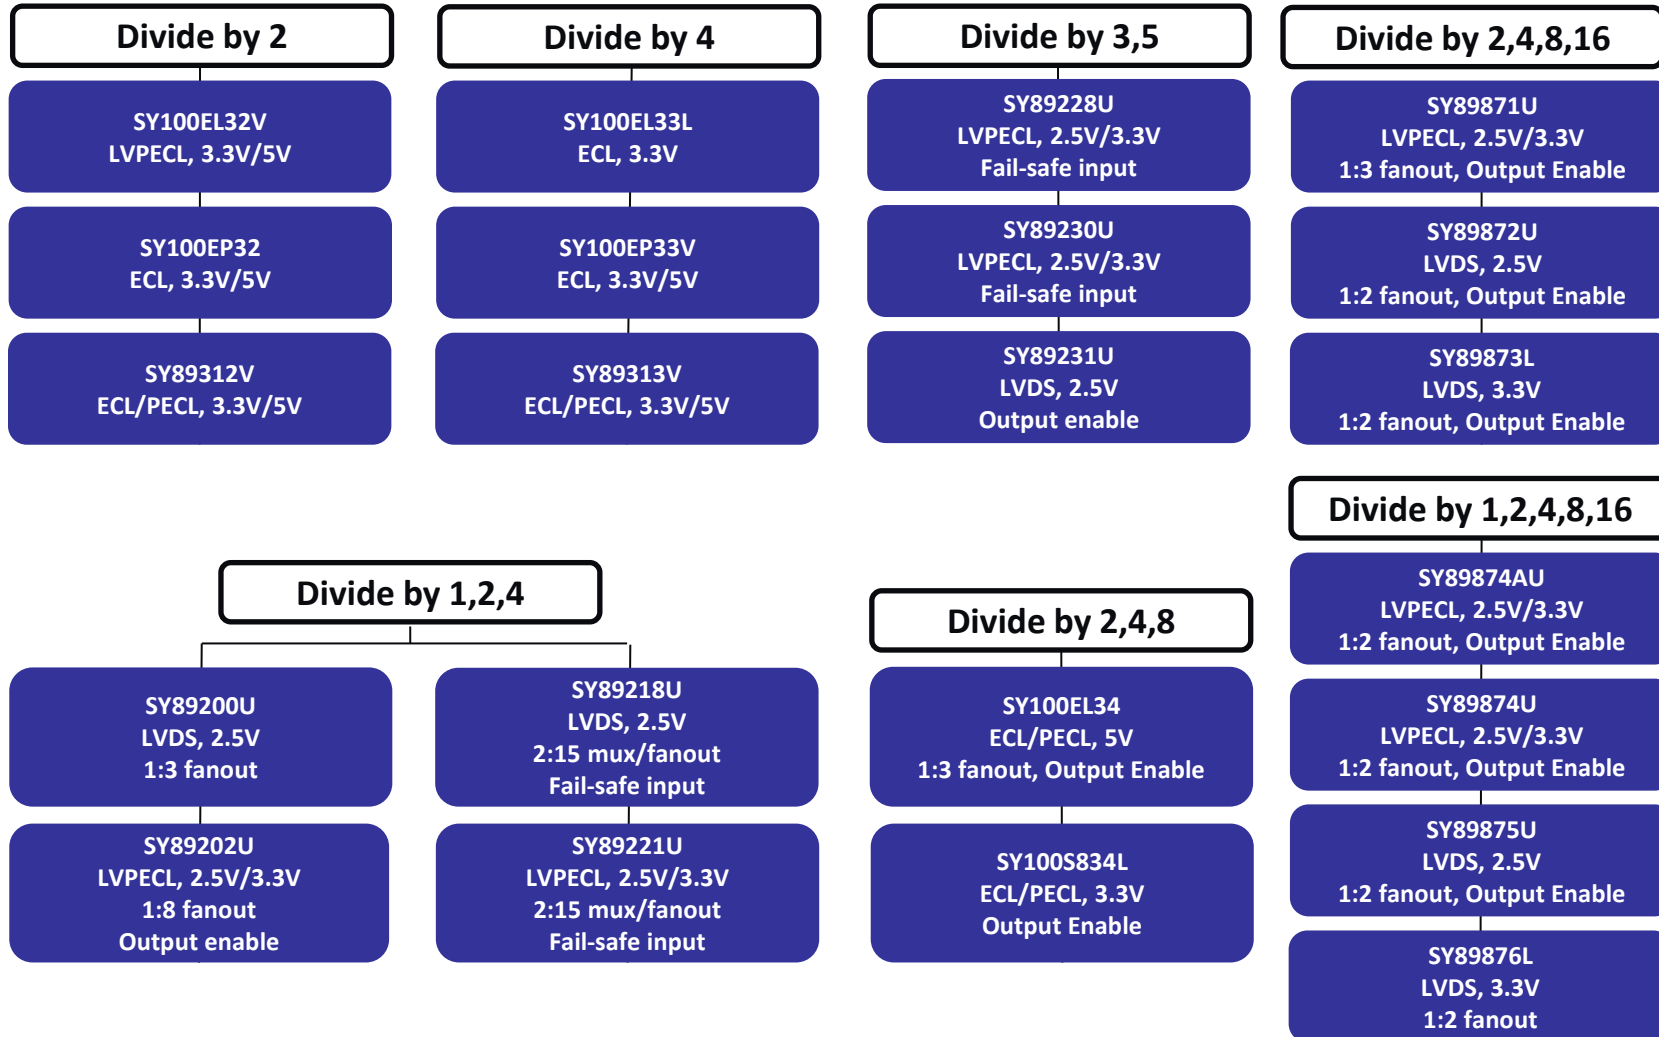 Divide by 2
SY100EL32V
LVPECL, 3.3V/5V
SY100EP32
ECL, 3.3V/5V
SY89312V
ECL/PECL, 3.3V/5V
Divide by 4
SY100EL33L
ECL, 3.3V
SY100EP33V
ECL, 3.3V/5V
SY89313V
ECL/PECL, 3.3V/5V
Divide by 3,5
SY89228U
LVPECL, 2.5V/3.3V
Fail-safe input
SY89230U
LVPECL, 2.5V/3.3V
Fail-safe input
SY89231U
LVDS, 2.5V
Output enable
Divide by 2,4,8,16
SY89871U
LVPECL, 2.5V/3.3V
1:3 fanout, Output Enable
SY89872U
LVDS, 2.5V
1:2 fanout, Output Enable
SY89873L
LVDS, 3.3V
1:2 fanout, Output Enable
Divide by 1,2,4
SY89200U
LVDS, 2.5V
1:3 fanout
SY89202U
LVPECL, 2.5V/3.3V
1:8 fanout
Output enable
SY89218U
LVDS, 2.5V
2:15 mux/fanout
Fail-safe input
SY89221U
LVPECL, 2.5V/3.3V
2:15 mux/fanout
Fail-safe input
Divide by 2,4,8
SY100EL34
ECL/PECL, 5V
1:3 fanout, Output Enable
SY100S834L
ECL/PECL, 3.3V
Output Enable
Divide by 1,2,4,8,16
SY89874AU
LVPECL, 2.5V/3.3V
1:2 fanout, Output Enable
SY89874U
LVPECL, 2.5V/3.3V
1:2 fanout, Output Enable
SY89875U
LVDS, 2.5V
1:2 fanout, Output Enable
SY89876L
LVDS, 3.3V
1:2 fanout